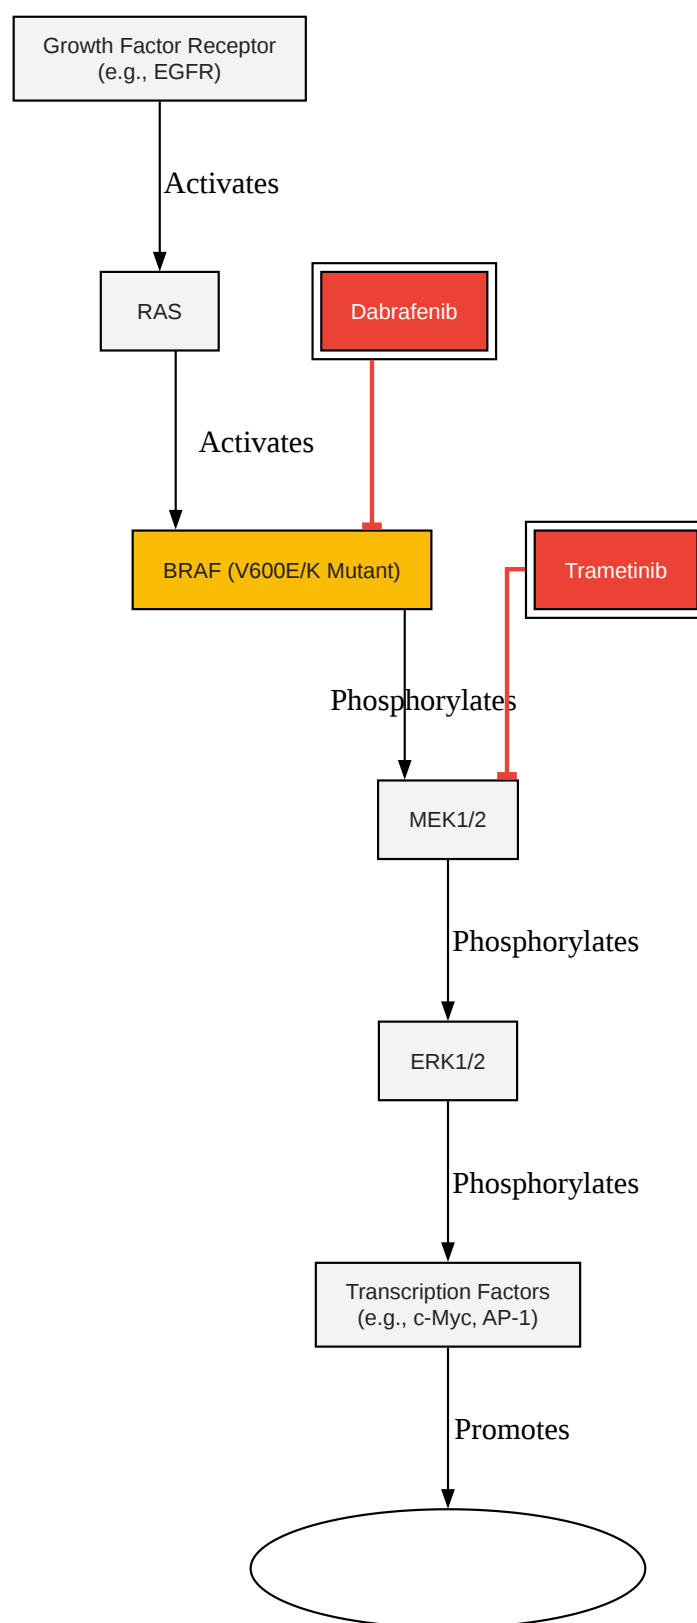 Growth Factor Receptor
(e.g., EGFR)
Activates
RAS
Dabrafenib
Activates
BRAF (V600E/K Mutant)
Trametinib
Phosphorylates
MEK1/2
Phosphorylates
ERK1/2
Phosphorylates
Transcription Factors
(e.g., c-Myc, AP-1)
Promotes